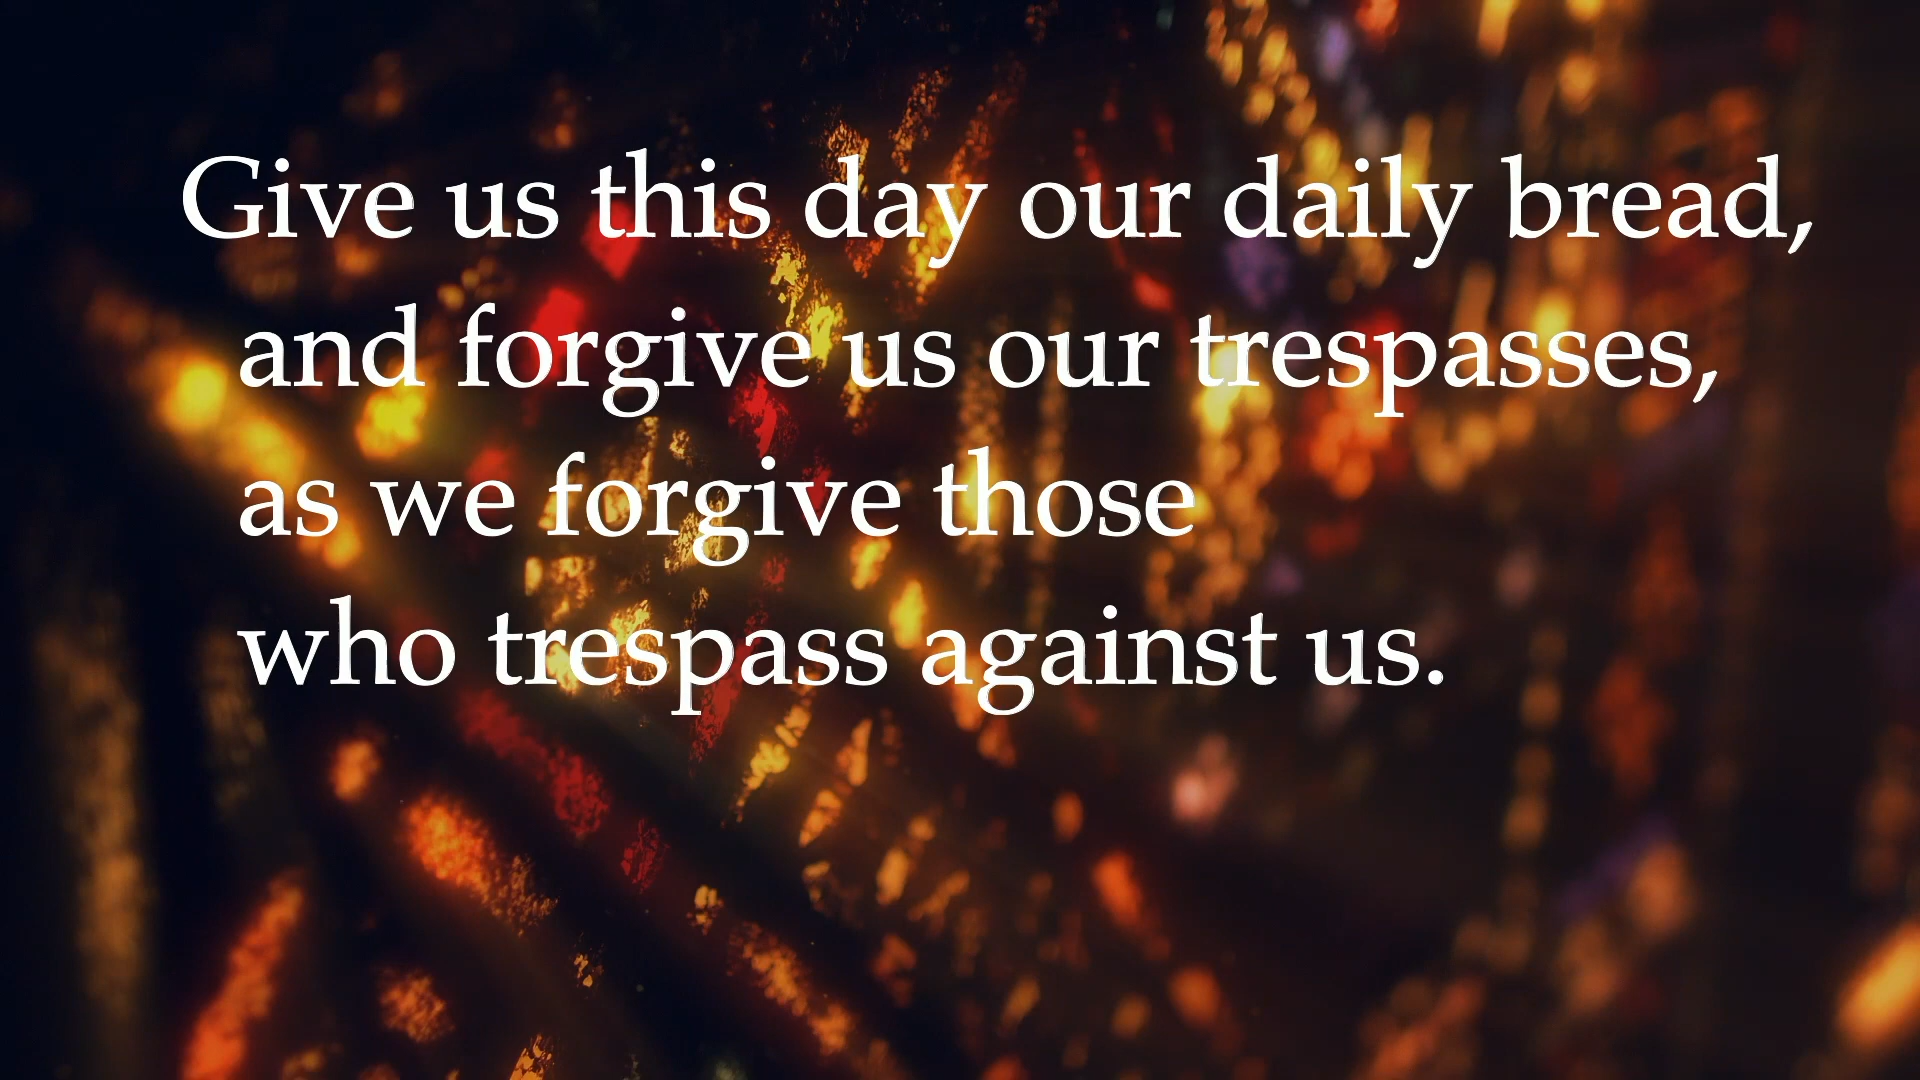 Give us this day our daily bread,
and forgive us our trespasses,
as we forgive those
who trespass against us.